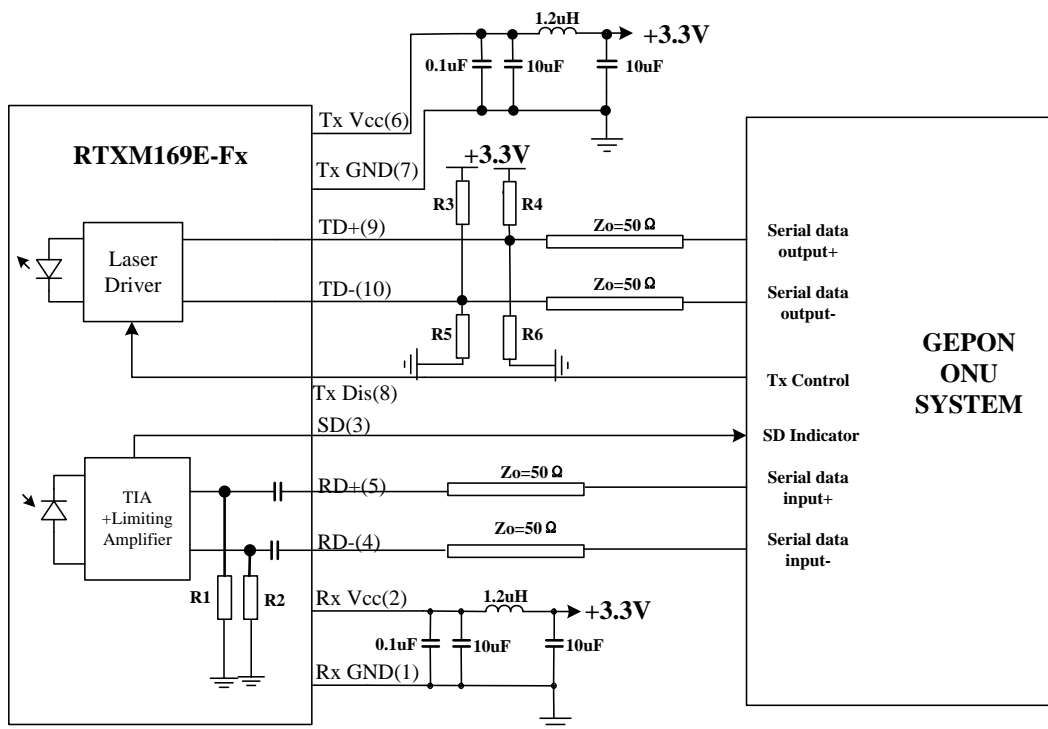 1.2uH
+3.3V
0.1uF
10uF
10uF
Tx Vcc(6)
RTXM169E-Fx
Tx GND(7)
+3.3V
R3
R4
TD+(9)
Zo=50Ω
Serial data
output+
Laser
Driver
TD-(10)
Zo=50Ω
Serial data
output-
R5
R6
GEPON
ONU
SYSTEM
Tx Dis(8)
Tx Control
SD(3)
SD Indicator
TIA
+Limiting
Amplifier
RD+(5)
Zo=50Ω
Serial data
input+
RD-(4)
Zo=50Ω
Serial data
input-
R1
R2
Rx Vcc(2)
1.2uH
+3.3V
0.1uF
10uF
10uF
Rx GND(1)